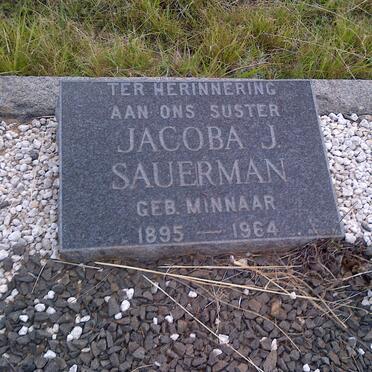 TER HERINNERING
AAN ONS SUSTER
JACOBA J.
SAUERMAN
GEB. MINNAAR
1895 — 1964